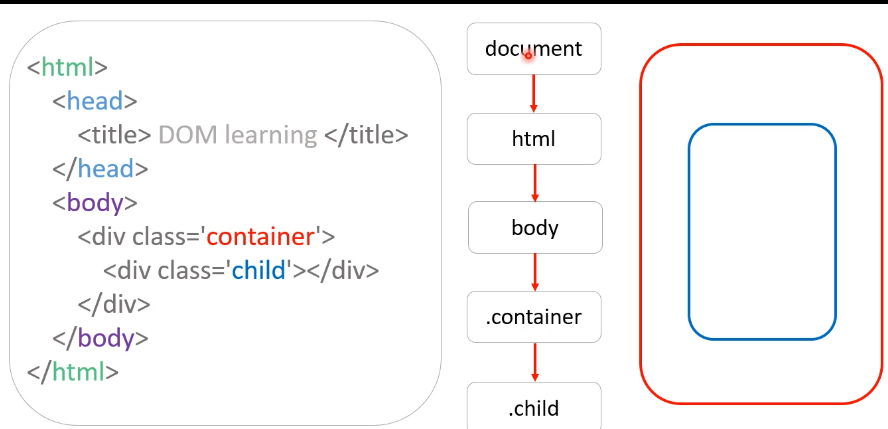 <html>
<head>
<title> DOM learning </title>
</head>
<body>
<div class='container'>
<div class='child'></div>
</div>
</body>
</html>
document
html
body
.container
.child